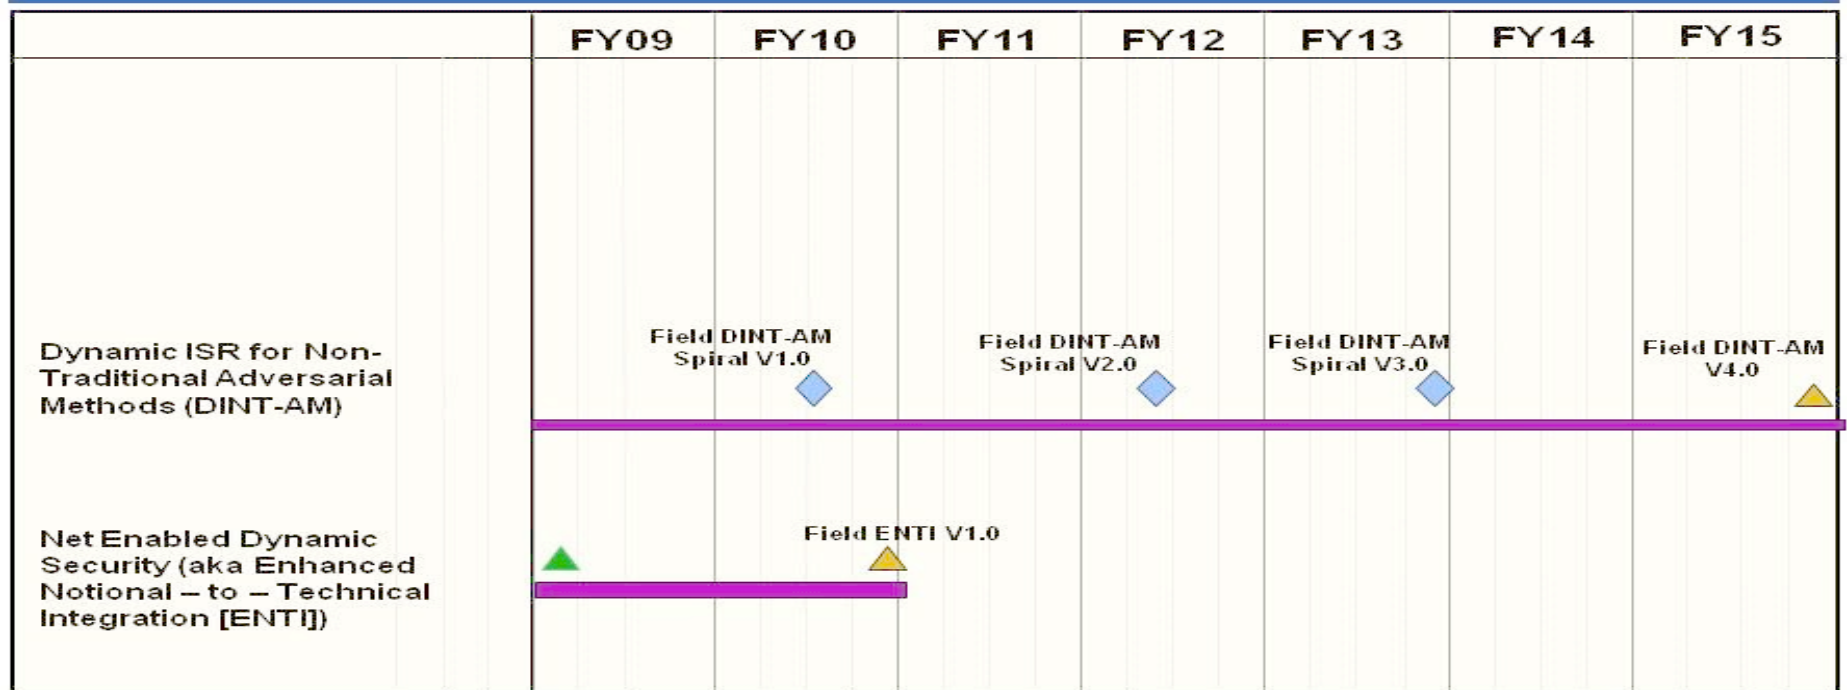 FY09 FY10 FY11 FY12 FY13 FY14 FY15
Dynamic ISR for Non-
Traditional Adversarial
Methods (DINT-AM)
Field DINT-AM
Spiral V1.0
Field DINT-AM
Spiral V2.0
Field DINT-AM
Spiral V3.0
Field DINT-AM
V4.0
Net Enabled Dynamic
Security (aka Enhanced
Notional – to – Technical
Integration [ENTI])
Field ENTI V1.0